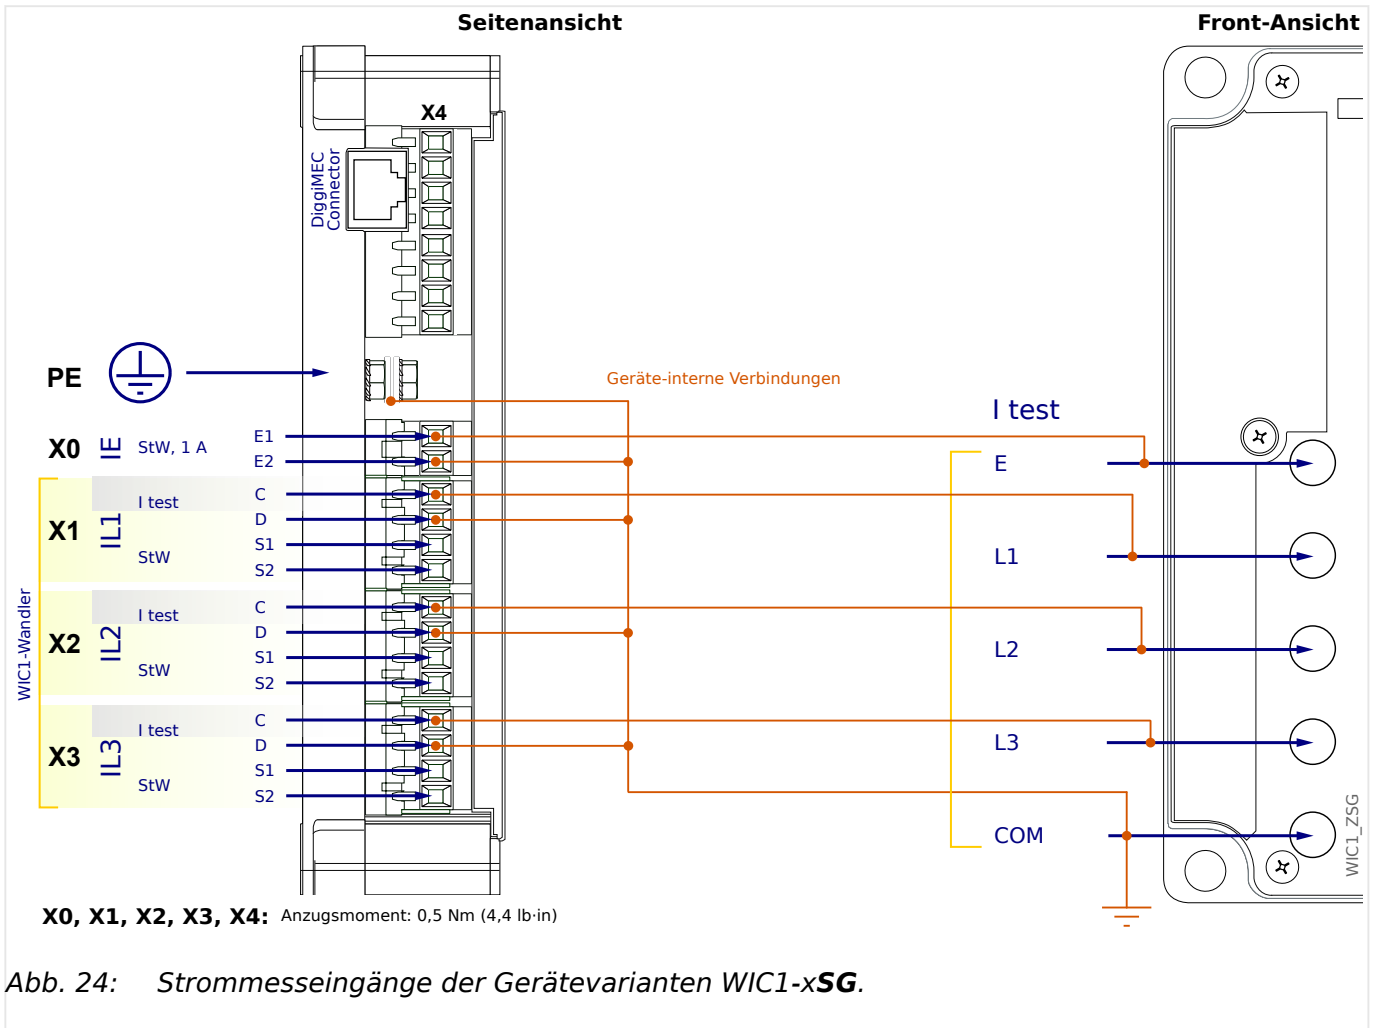 Seitenansicht
Front-Ansicht
X4
DiggiMEC
Connector
PE
Geräte-interne Verbindungen
I test
X0
IE
StW, 1 A
E1
E2
E
WIC1-Wandler
X1
IL1
I test
StW
C
D
S1
S2
L1
X2
IL2
I test
StW
C
D
S1
S2
L2
X3
IL3
I test
StW
C
D
S1
S2
L3
COM
WIC1_ZSG
X0, X1, X2, X3, X4: Anzugsmoment: 0,5 Nm (4,4 lb·in)
Abb. 24: Strommesseingänge der Gerätevarianten WIC1-xSG.